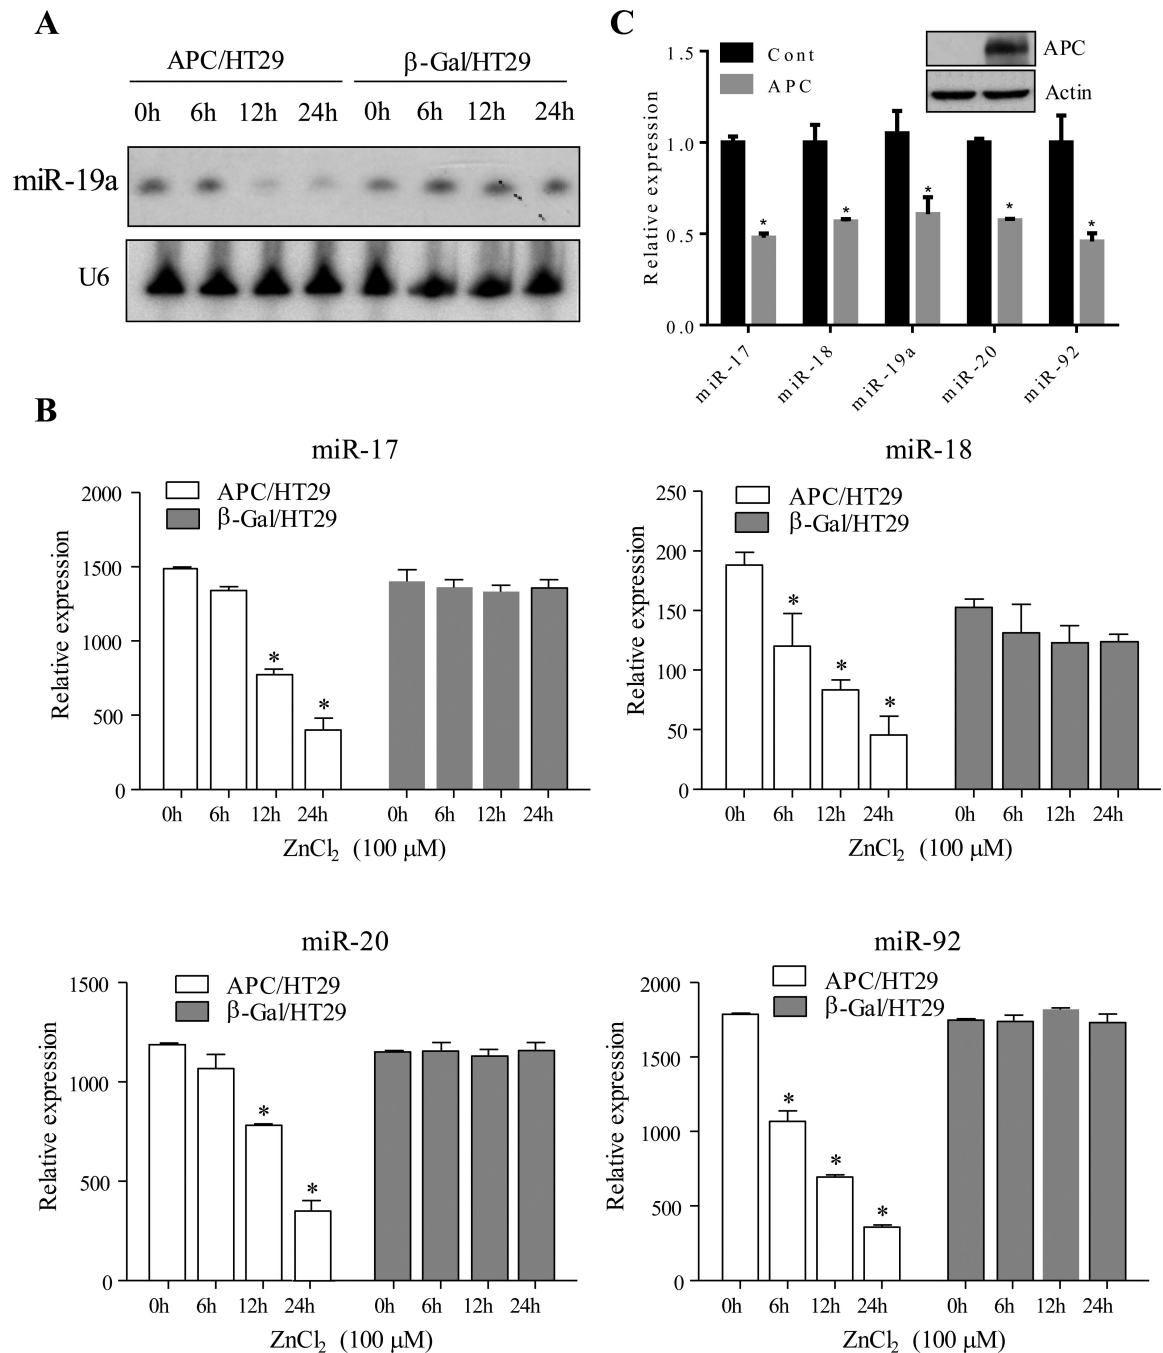 A
APC/HT29 β-Gal/HT29
0h 6h 12h 24h 0h 6h 12h 24h
miR-19a
U6
C
Cont
APC
APC
Actin
Relative expression
1.5
1.0
0.5
0.0
* * * * *
miR-17 miR-18 miR-19a miR-20 miR-92
B
miR-17
APC/HT29
β-Gal/HT29
Relative expression
2000
1500
1000
500
0
* *
0h 6h 12h 24h 0h 6h 12h 24h
ZnCl₂ (100 µM)
miR-18
APC/HT29
β-Gal/HT29
Relative expression
250
200
150
100
50
0
* * *
0h 6h 12h 24h 0h 6h 12h 24h
ZnCl₂ (100 µM)
miR-20
APC/HT29
β-Gal/HT29
Relative expression
1500
1000
500
0
* *
0h 6h 12h 24h 0h 6h 12h 24h
ZnCl₂ (100 µM)
miR-92
APC/HT29
β-Gal/HT29
Relative expression
2000
1500
1000
500
0
* * *
0h 6h 12h 24h 0h 6h 12h 24h
ZnCl₂ (100 µM)